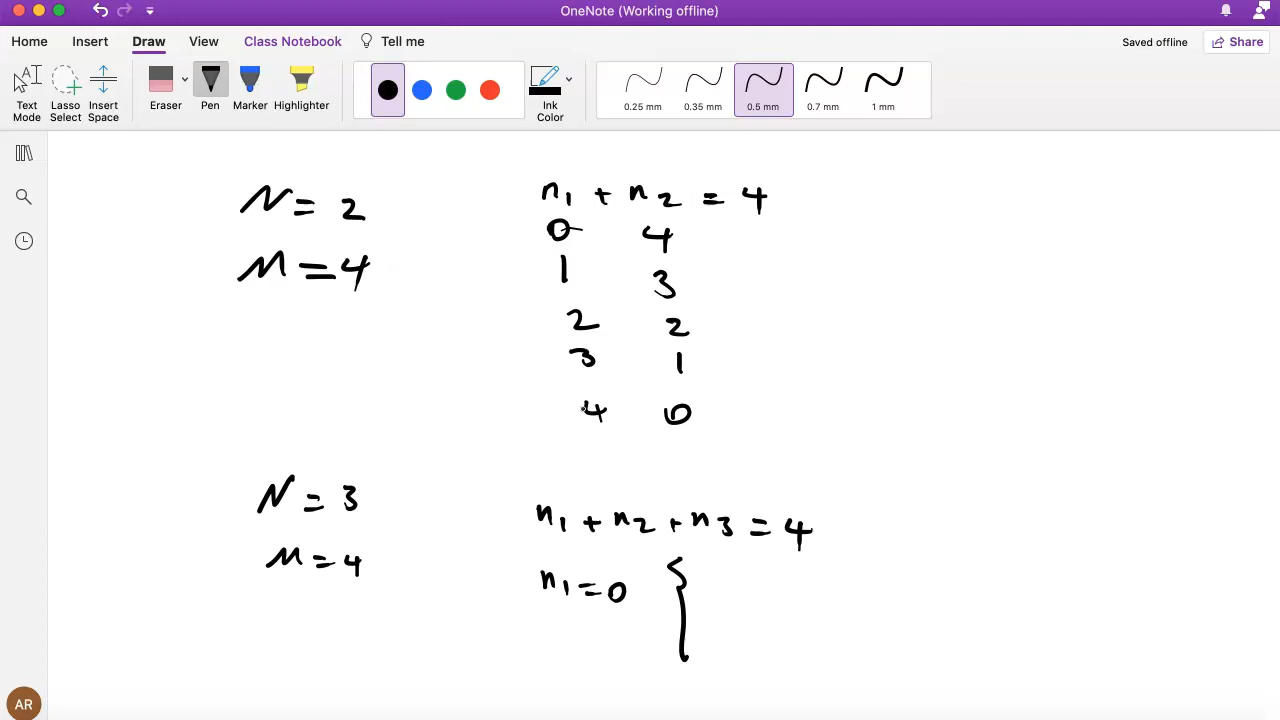 OneNote (Working offline)
Home Insert Draw View Class Notebook Tell me
Saved offline Share
Text Mode Lasso Select Insert Space Eraser Pen Marker Highlighter Ink Color 0.25 mm 0.35 mm 0.5 mm 0.7 mm 1 mm
N = 2
M = 4
n1 + n2 = 4
0 4
1 3
2 2
3 1
4 0
N = 3
M = 4
n1 + n2 + n3 = 4
n1 = 0 {
AR